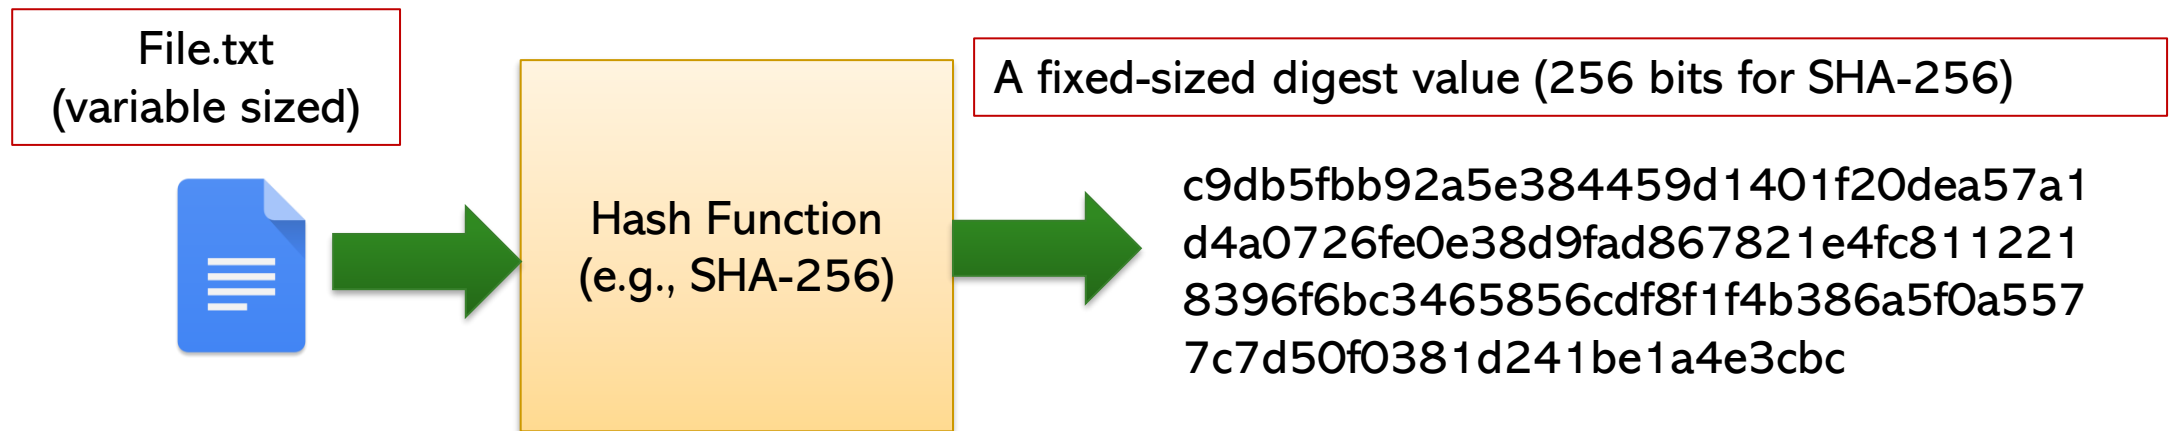 File.txt
(variable sized)
Hash Function
(e.g., SHA-256)
A fixed-sized digest value (256 bits for SHA-256)
c9db5fbb92a5e384459d1401f20dea57a1
d4a0726fe0e38d9fad867821e4fc811221
8396f6bc3465856cdf8f1f4b386a5f0a557
7c7d50f0381d241be1a4e3cbc